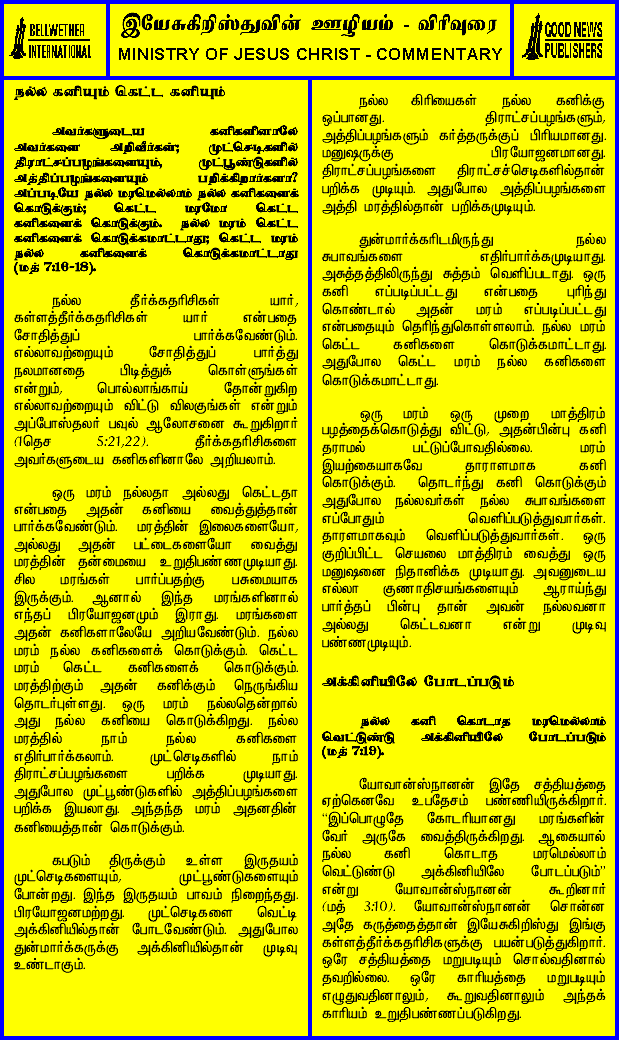 BELLWETHER
INTERNATIONAL
இயேசுகிறிஸ்துவின் ஊழியம் - விரிவுரை
MINISTRY OF JESUS CHRIST - COMMENTARY
GOOD NEWS
PUBLISHERS
நல்ல கனியும் கெட்ட கனியும்
அவர்களுடைய கனிகளினாலே
அவர்களை அறிவீர்கள்; முட்செடிகளில்
திராட்சப்பழங்களையும், முட்பூண்டுகளில்
அத்திப்பழங்களையும் பறிக்கிறார்களா?
அப்படியே நல்ல மரமெல்லாம் நல்ல கனிகளைக்
கொடுக்கும்; கெட்ட மரமோ கெட்ட
கனிகளைக் கொடுக்கும். நல்ல மரம் கெட்ட
கனிகளைக் கொடுக்கமாட்டாது; கெட்ட மரம்
நல்ல கனிகளைக் கொடுக்கமாட்டாது
(மத் 7:16-18).
நல்ல தீர்க்கதரிசிகள் யார்,
கள்ளத்தீர்க்கதரிசிகள் யார் என்பதை
சோதித்துப் பார்க்கவேண்டும்.
எல்லாவற்றையும் சோதித்துப் பார்த்து
நலமானதை பிடித்துக் கொள்ளுங்கள்
என்றும், பொல்லாங்காய் தோன்றுகிற
எல்லாவற்றையும் விட்டு விலகுங்கள் என்றும்
அப்போஸ்தலர் பவுல் ஆலோசனை கூறுகிறார்
(1தெச 5:21,22). தீர்க்கதரிசிகளை
அவர்களுடைய கனிகளினாலே அறியலாம்.
ஒரு மரம் நல்லதா அல்லது கெட்டதா
என்பதை அதன் கனியை வைத்துத்தான்
பார்க்கவேண்டும். மரத்தின் இலைகளையோ,
அல்லது அதன் பட்டைகளையோ வைத்து
மரத்தின் தன்மையை உறுதிபண்ணமுடியாது.
சில மரங்கள் பார்ப்பதற்கு பசுமையாக
இருக்கும். ஆனால் இந்த மரங்களினால்
எந்தப் பிரயோஜனமும் இராது. மரங்களை
அதன் கனிகளாலேயே அறியவேண்டும். நல்ல
மரம் நல்ல கனிகளைக் கொடுக்கும். கெட்ட
மரம் கெட்ட கனிகளைக் கொடுக்கும்.
மரத்திற்கும் அதன் கனிக்கும் நெருங்கிய
தொடர்புள்ளது. ஒரு மரம் நல்லதென்றால்
அது நல்ல கனியை கொடுக்கிறது. நல்ல
மரத்தில் நாம் நல்ல கனிகளை
எதிர்பார்க்கலாம். முட்செடிகளில் நாம்
திராட்சப்பழங்களை பறிக்க முடியாது.
அதுபோல முட்பூண்டுகளில் அத்திப்பழங்களை
பறிக்க இயலாது. அந்தந்த மரம் அதனதின்
கனியைத்தான் கொடுக்கும்.
கபடும் திருக்கும் உள்ள இருதயம்
முட்செடிகளையும், முட்பூண்டுகளையும்
போன்றது. இந்த இருதயம் பாவம் நிறைந்தது.
பிரயோஜனமற்றது. முட்செடிகளை வெட்டி
அக்கினியில்தான் போடவேண்டும். அதுபோல
துன்மார்க்கருக்கு அக்கினியில்தான் முடிவு
உண்டாகும்.
நல்ல கிரியைகள் நல்ல கனிக்கு
ஒப்பானது. திராட்சப்பழங்களும்,
அத்திப்பழங்களும் கர்த்தருக்குப் பிரியமானது.
மனுஷருக்கு பிரயோஜனமானது.
திராட்சப்பழங்களை திராட்சச்செடிகளில்தான்
பறிக்க முடியும். அதுபோல அத்திப்பழங்களை
அத்தி மரத்தில்தான் பறிக்கமுடியும்.
துன்மார்க்கரிடமிருந்து நல்ல
சுபாவங்களை எதிர்பார்க்கமுடியாது.
அசுத்தத்திலிருந்து சுத்தம் வெளிப்படாது. ஒரு
கனி எப்படிப்பட்டது என்பதை புரிந்து
கொண்டால் அதன் மரம் எப்படிப்பட்டது
என்பதையும் தெரிந்துகொள்ளலாம். நல்ல மரம்
கெட்ட கனிகளை கொடுக்கமாட்டாது.
அதுபோல கெட்ட மரம் நல்ல கனிகளை
கொடுக்கமாட்டாது.
ஒரு மரம் ஒரு முறை மாத்திரம்
பழத்தைக்கொடுத்து விட்டு, அதன்பின்பு கனி
தராமல் பட்டுப்போவதில்லை. மரம்
இயற்கையாகவே தாராளமாக கனி
கொடுக்கும். தொடர்ந்து கனி கொடுக்கும்
அதுபோல நல்லவர்கள் நல்ல சுபாவங்களை
எப்போதும் வெளிப்படுத்துவார்கள்.
தாராளமாகவும் வெளிப்படுத்துவார்கள். ஒரு
குறிப்பிட்ட செயலை மாத்திரம் வைத்து ஒரு
மனுஷனை நிதானிக்க முடியாது. அவனுடைய
எல்லா குணாதிசயங்களையும் ஆராய்ந்து
பார்த்தப் பின்பு தான் அவன் நல்லவனா
அல்லது கெட்டவனா என்று முடிவு
பண்ணமுடியும்.
அக்கினியிலே போடப்படும்
நல்ல கனி கொடாத மரமெல்லாம்
வெட்டுண்டு அக்கினியிலே போடப்படும்
(மத் 7:19).
யோவான்ஸ்நானன் இதே சத்தியத்தை
ஏற்கெனவே உபதேசம் பண்ணியிருக்கிறார்.
"இப்பொழுதே கோடரியானது மரங்களின்
வேர் அருகே வைத்திருக்கிறது. ஆகையால்
நல்ல கனி கொடாத மரமெல்லாம்
வெட்டுண்டு அக்கினியிலே போடப்படும்"
என்று யோவான்ஸ்நானன் கூறினார்
(மத் 3:10). யோவான்ஸ்நானன் சொன்ன
அதே கருத்தைத்தான் இயேசுகிறிஸ்து இங்கு
கள்ளத்தீர்க்கதரிசிகளுக்கு பயன்படுத்துகிறார்.
ஒரே சத்தியத்தை மறுபடியும் சொல்வதினால்
தவறில்லை. ஒரே காரியத்தை மறுபடியும்
எழுதுவதினாலும், கூறுவதினாலும் அந்தக்
காரியம் உறுதிபண்ணப்படுகிறது.